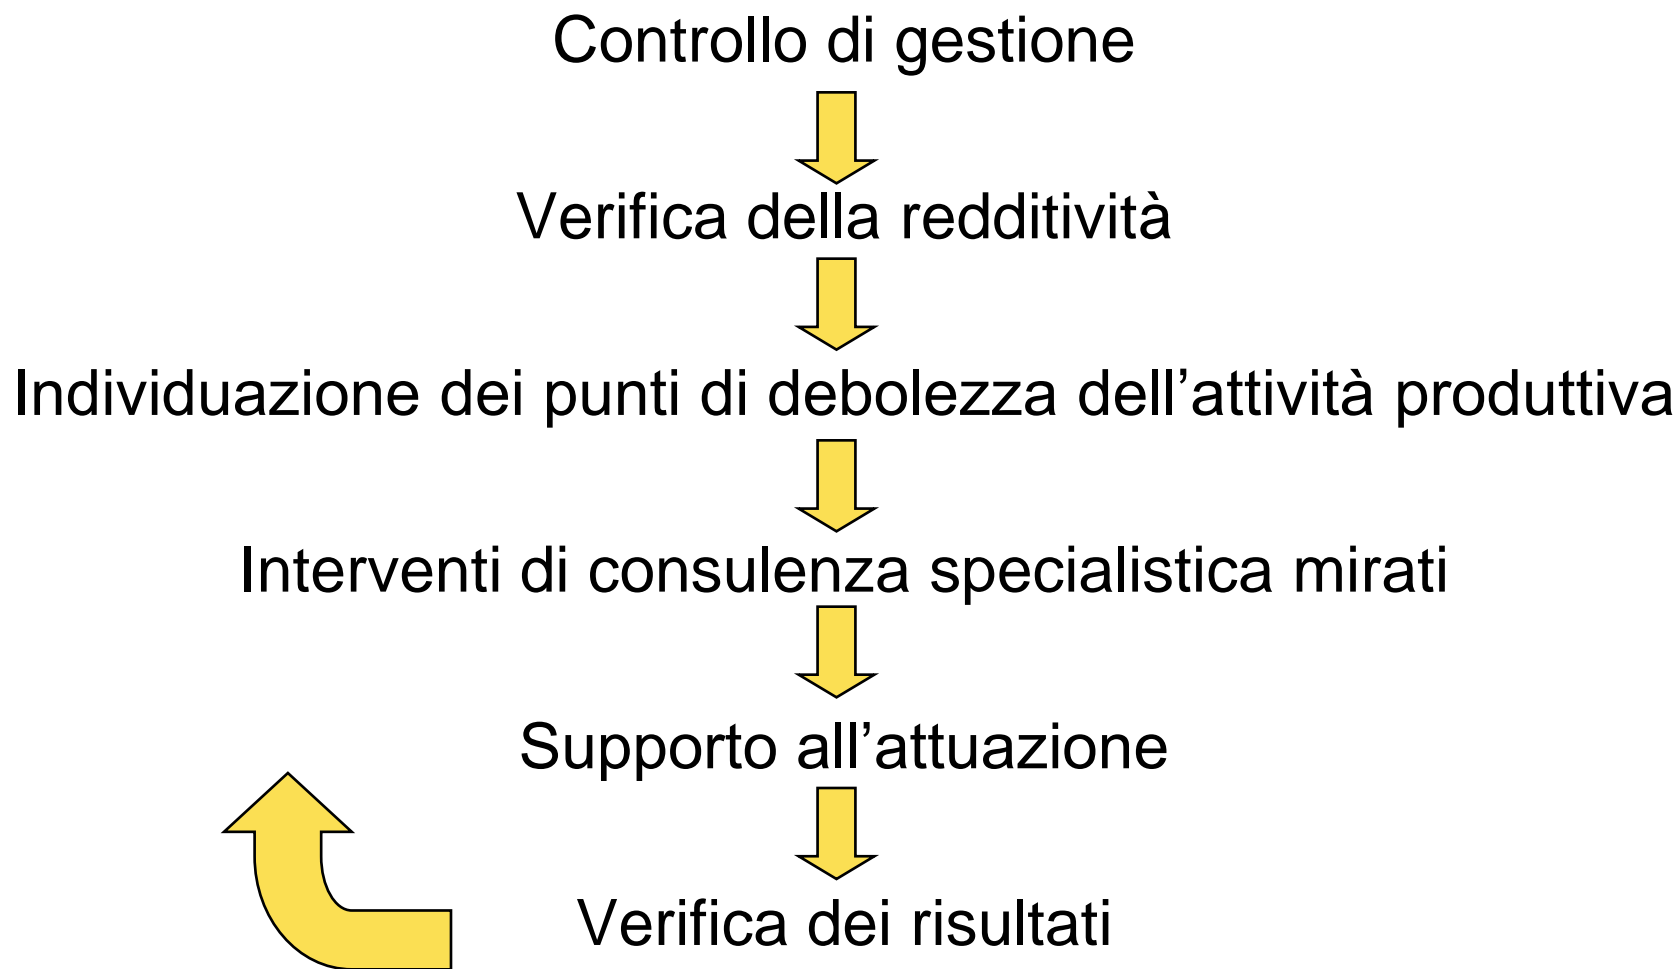 Controllo di gestione
Verifica della redditività
Individuazione dei punti di debolezza dell’attività produttiva
Interventi di consulenza specialistica mirati
Supporto all’attuazione
Verifica dei risultati